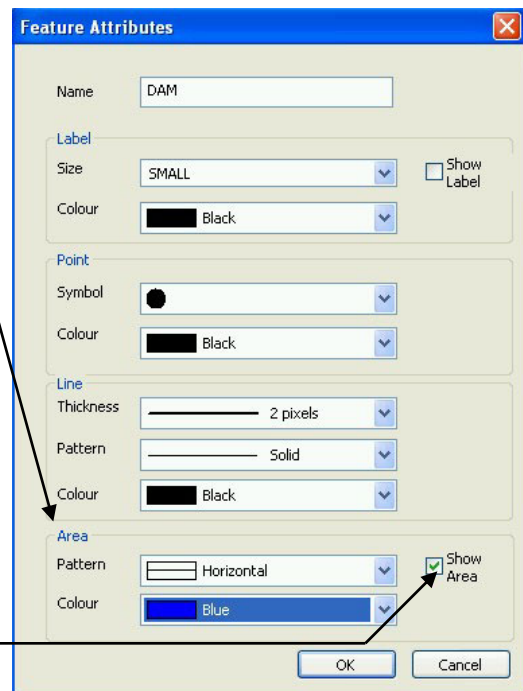 Feature Attributes
Name DAM
Label
Size SMALL Show Label
Colour Black
Point
Symbol
Colour Black
Line
Thickness 2 pixels
Pattern Solid
Colour Black
Area
Pattern Horizontal Show Area
Colour Blue
OK Cancel